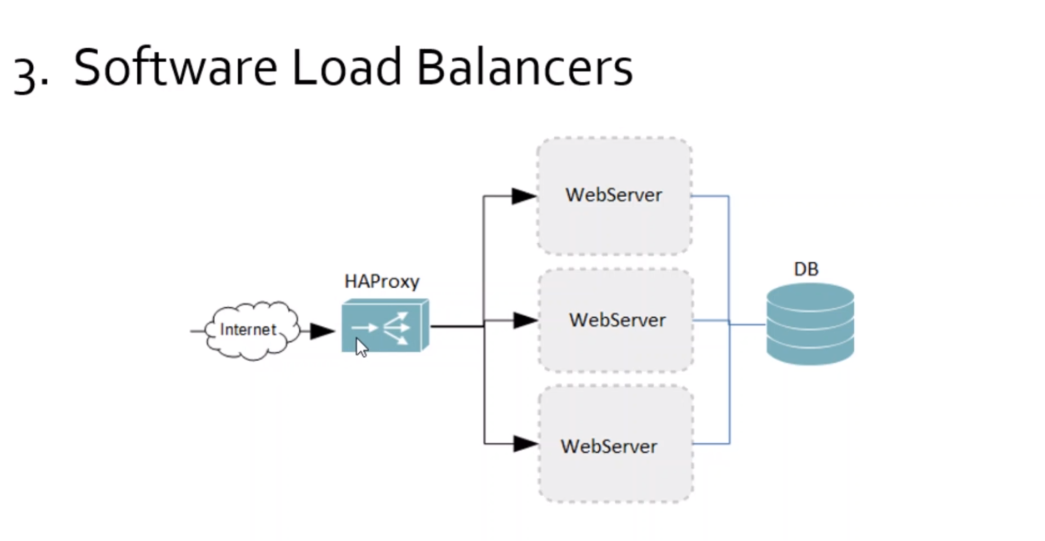 3. Software Load Balancers
WebServer
HAProxy
DB
Internet
WebServer
WebServer